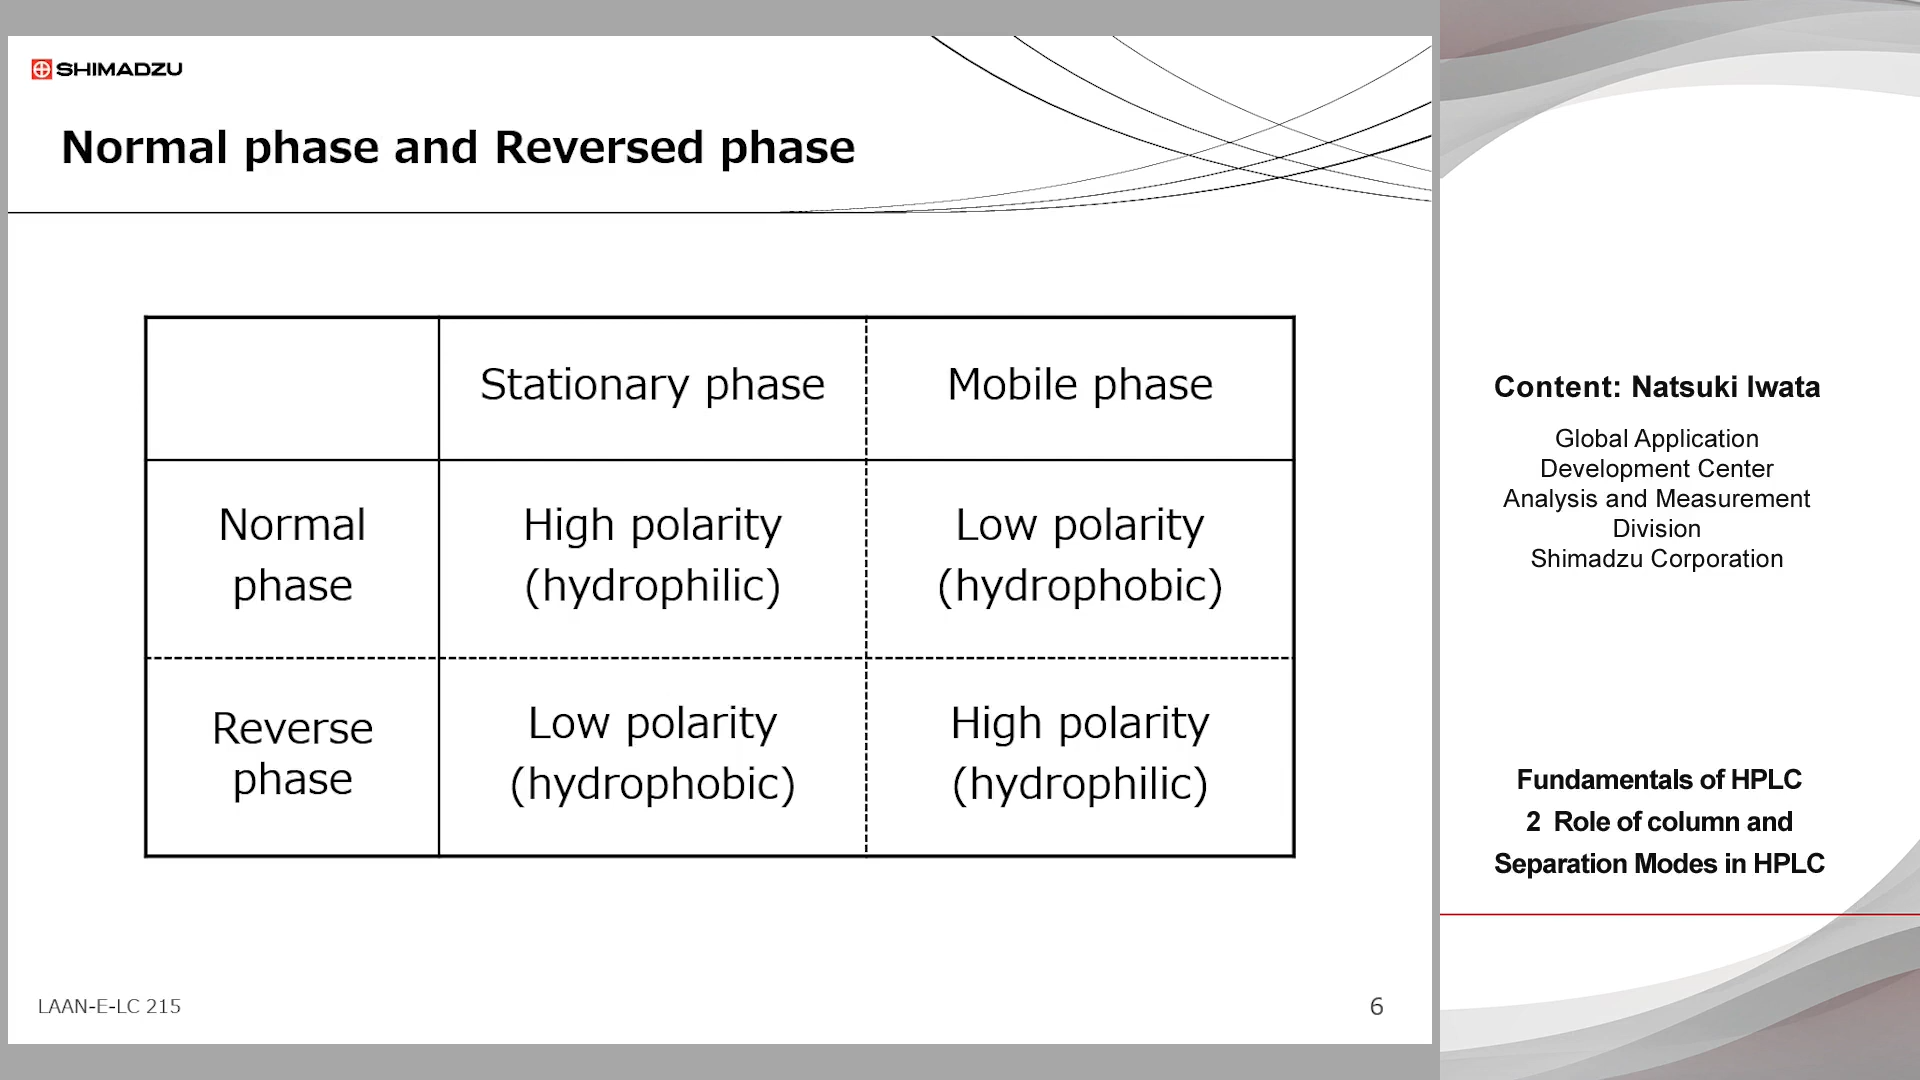 SHIMADZU
Normal phase and Reversed phase
Stationary phase
Mobile phase
Normal
phase
High polarity
(hydrophilic)
Low polarity
(hydrophobic)
Reverse
phase
Low polarity
(hydrophobic)
High polarity
(hydrophilic)
LAAN-E-LC 215
6
Content: Natsuki Iwata
Global Application
Development Center
Analysis and Measurement
Division
Shimadzu Corporation
Fundamentals of HPLC
2 Role of column and
Separation Modes in HPLC